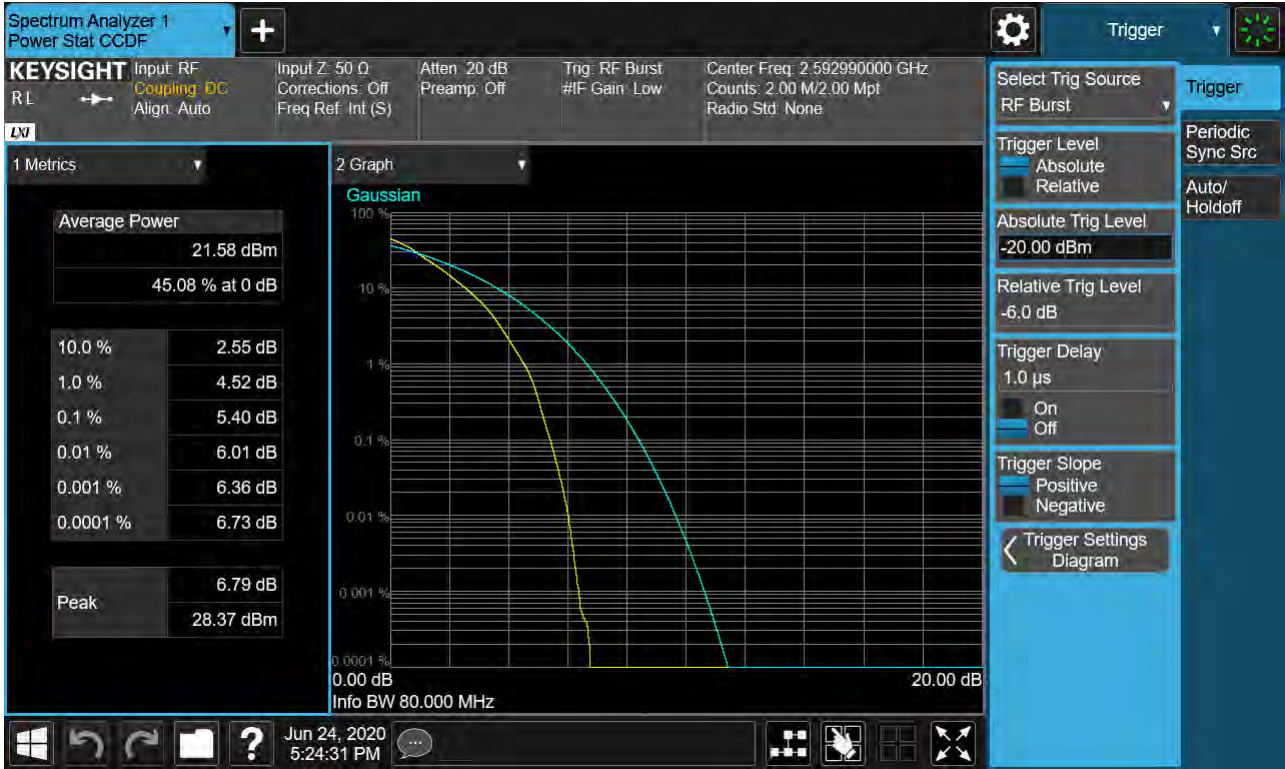 Spectrum Analyzer 1
Power Stat CCDF
+
Trigger
KEYSIGHT
RL
LXI
Input: RF
Coupling: DC
Align: Auto
Input Z: 50 Ω
Corrections: Off
Freq Ref: Int (S)
Atten: 20 dB
Preamp: Off
Trig: RF Burst
#IF Gain: Low
Center Freq: 2.592990000 GHz
Counts: 2.00 M/2.00 Mpt
Radio Std: None
1 Metrics
Average Power
21.58 dBm
45.08 % at 0 dB
10.0 % 2.55 dB
1.0 % 4.52 dB
0.1 % 5.40 dB
0.01 % 6.01 dB
0.001 % 6.36 dB
0.0001 % 6.73 dB
Peak
6.79 dB
28.37 dBm
2 Graph
Gaussian
100 %
10 %
1 %
0.1 %
0.01 %
0.001 %
0.0001 %
0.00 dB 20.00 dB
Info BW 80.000 MHz
Select Trig Source
RF Burst
Trigger Level
Absolute
Relative
Absolute Trig Level
-20.00 dBm
Relative Trig Level
-6.0 dB
Trigger Delay
1.0 µs
On
Off
Trigger Slope
Positive
Negative
Trigger Settings
Diagram
Trigger
Periodic
Sync Src
Auto/
Holdoff
?
Jun 24, 2020
5:24:31 PM